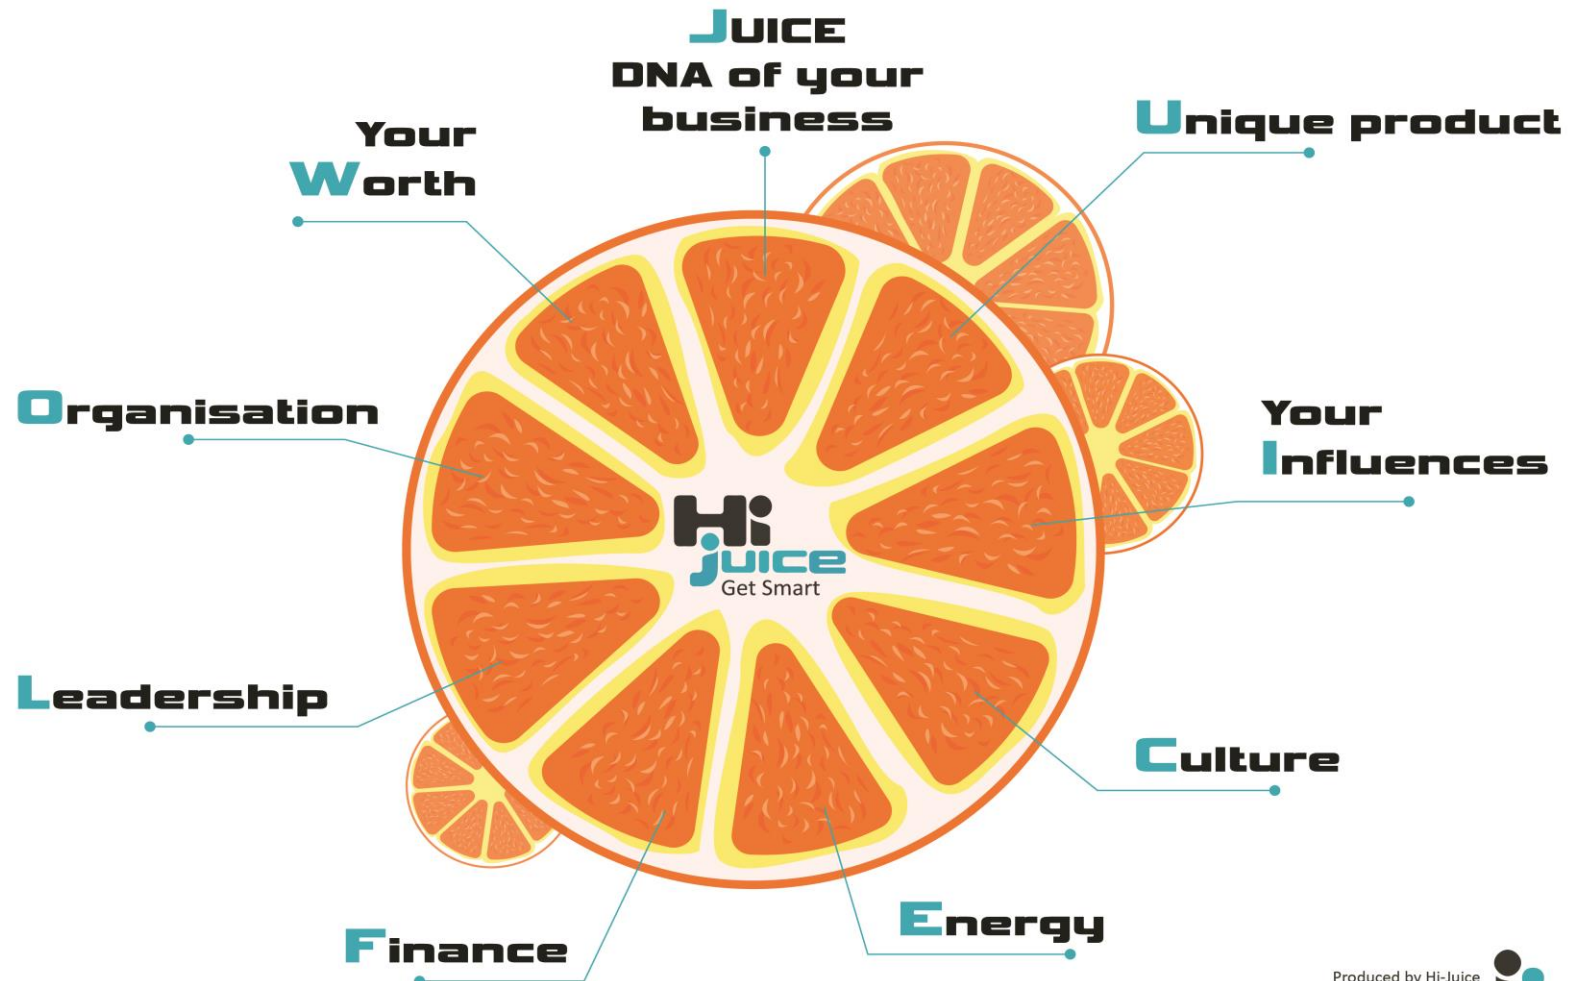 JUICE
DNA of your
business
Unique product
Your
Influences
Culture
Energy
Finance
Leadership
Organisation
Your
Worth
Hi
juice
Get Smart
Produced by Hi-Juice